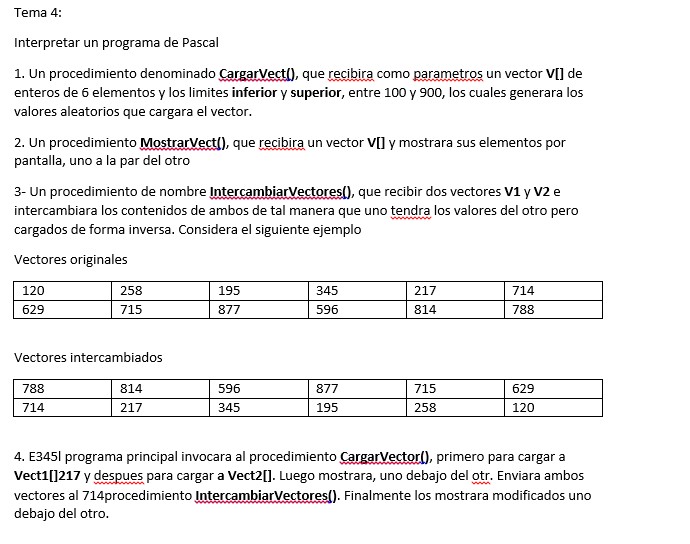 Tema 4:
Interpretar un programa de Pascal
1. Un procedimiento denominado CargarVect(), que recibira como parametros un vector V[] de
enteros de 6 elementos y los limites inferior y superior, entre 100 y 900, los cuales generara los
valores aleatorios que cargara el vector.
2. Un procedimiento MostrarVect(), que recibira un vector V[] y mostrara sus elementos por
pantalla, uno a la par del otro
3- Un procedimiento de nombre IntercambiarVectores(), que recibir dos vectores V1 y V2 e
intercambiara los contenidos de ambos de tal manera que uno tendra los valores del otro pero
cargados de forma inversa. Considera el siguiente ejemplo
Vectores originales
120 258 195 345 217 714
629 715 877 596 814 788
Vectores intercambiados
788 814 596 877 715 629
714 217 345 195 258 120
4. E345l programa principal invocara al procedimiento CargarVector(), primero para cargar a
Vect1[]217 y despues para cargar a Vect2[]. Luego mostrara, uno debajo del otr. Enviara ambos
vectores al 714procedimiento IntercambiarVectores(). Finalmente los mostrara modificados uno
debajo del otro.